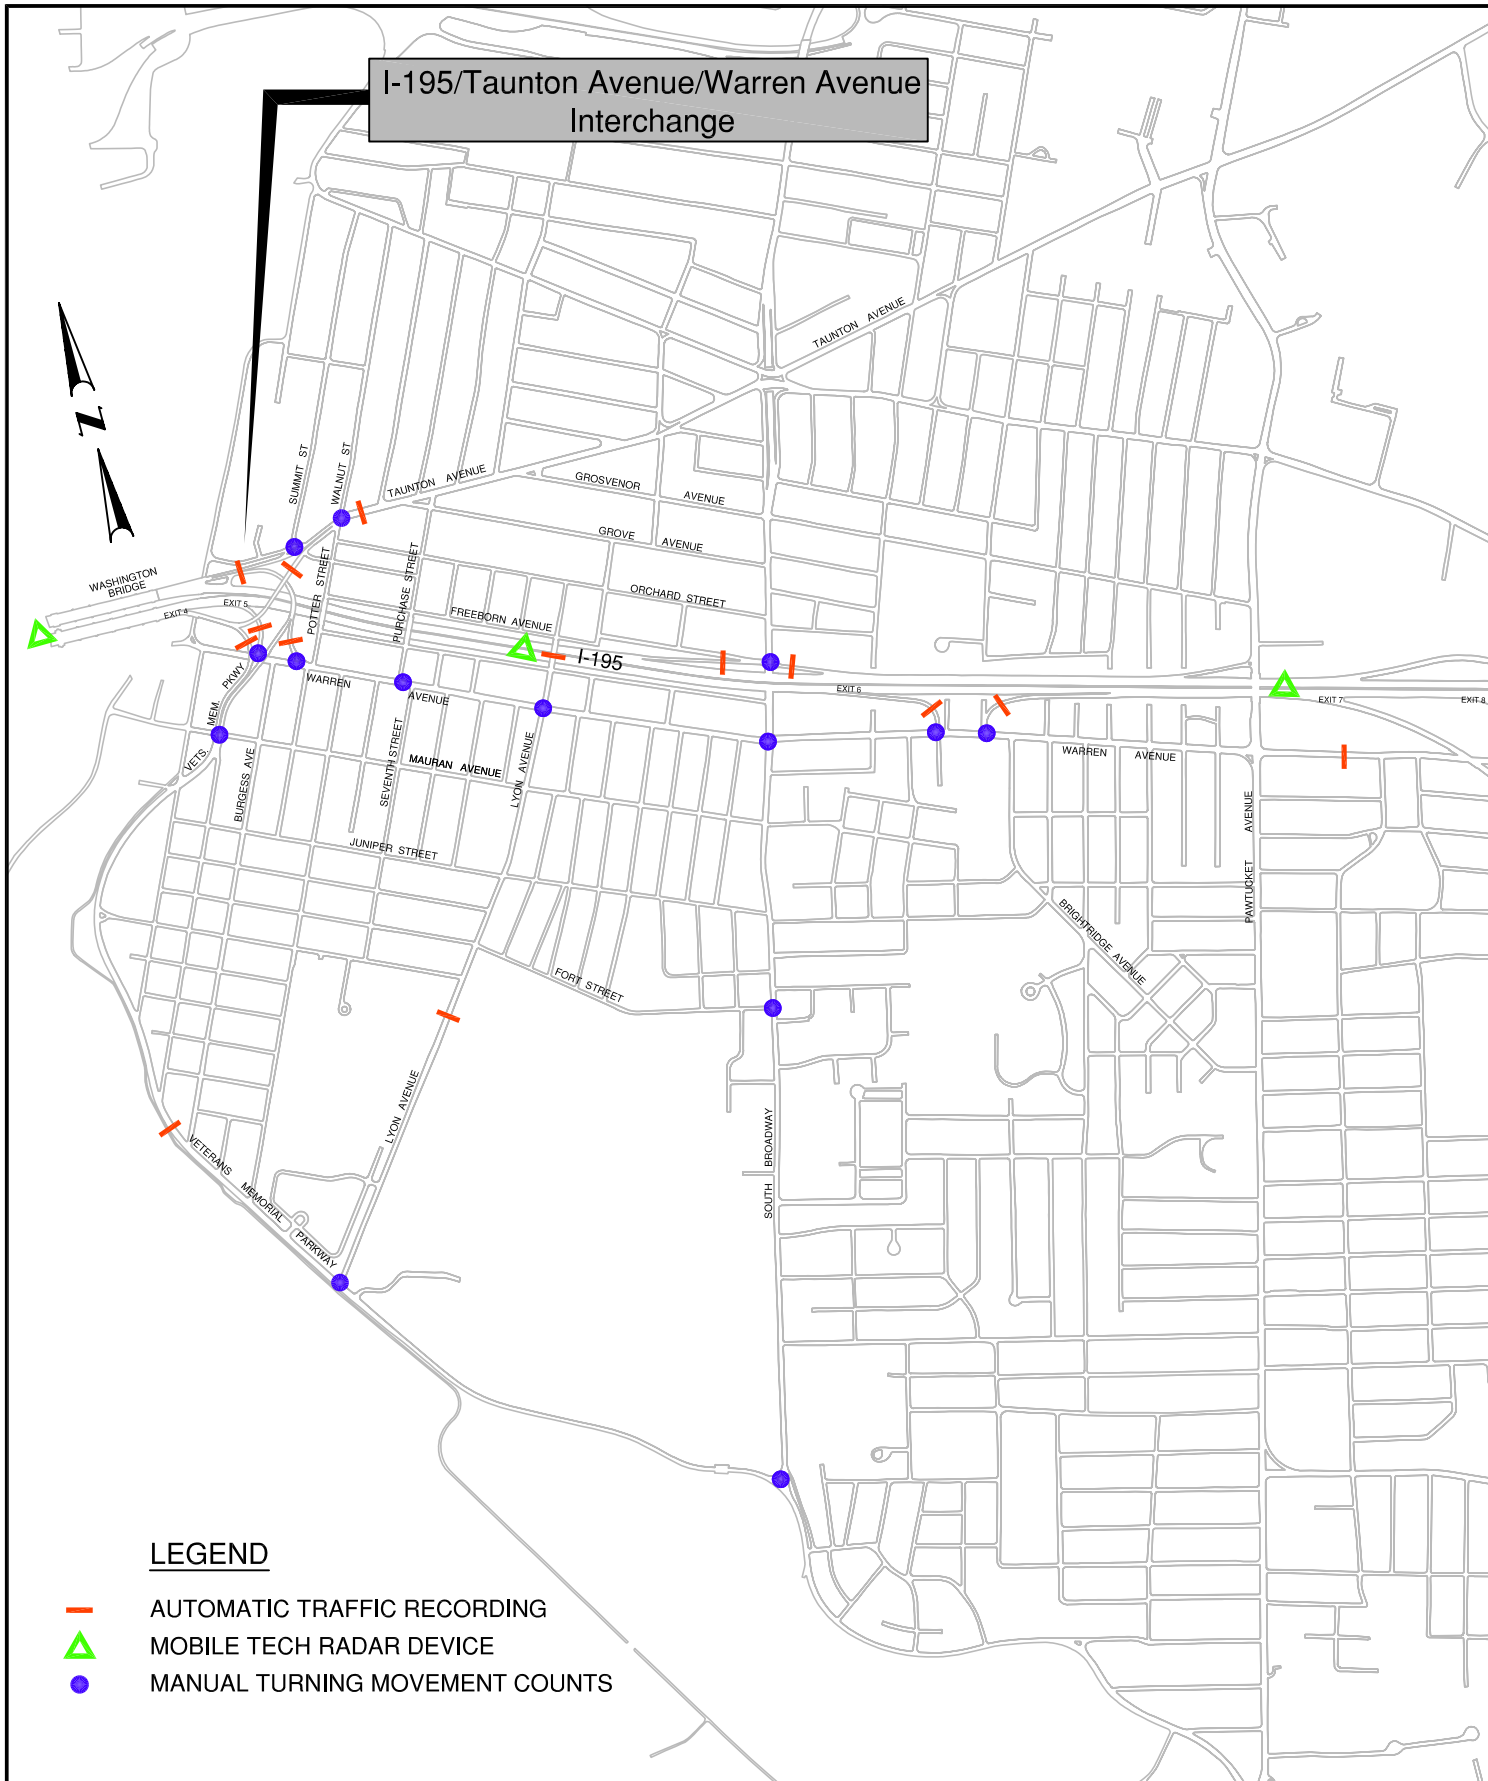 I-195/Taunton Avenue/Warren Avenue
Interchange
TAUNTON AVENUE
N
SUMMIT ST
WALNUT ST
TAUNTON AVENUE
GROSVENOR AVENUE
GROVE AVENUE
ORCHARD STREET
WASHINGTON
BRIDGE
EXIT 4
EXIT 5
POTTER STREET
PURCHASE STREET
FREEBORN AVENUE
I-195
EXIT 6
EXIT 7
EXIT 8
WARREN AVENUE
WARREN AVENUE
VETS. MEM. PKWY
BURGESS AVE
SEVENTH STREET
MAURAN AVENUE
LYON AVENUE
JUNIPER STREET
PAWTUCKET AVENUE
BRIGHTRIDGE AVENUE
FORT STREET
LYON AVENUE
SOUTH BROADWAY
VETERANS MEMORIAL PARKWAY
LEGEND
AUTOMATIC TRAFFIC RECORDING
MOBILE TECH RADAR DEVICE
MANUAL TURNING MOVEMENT COUNTS